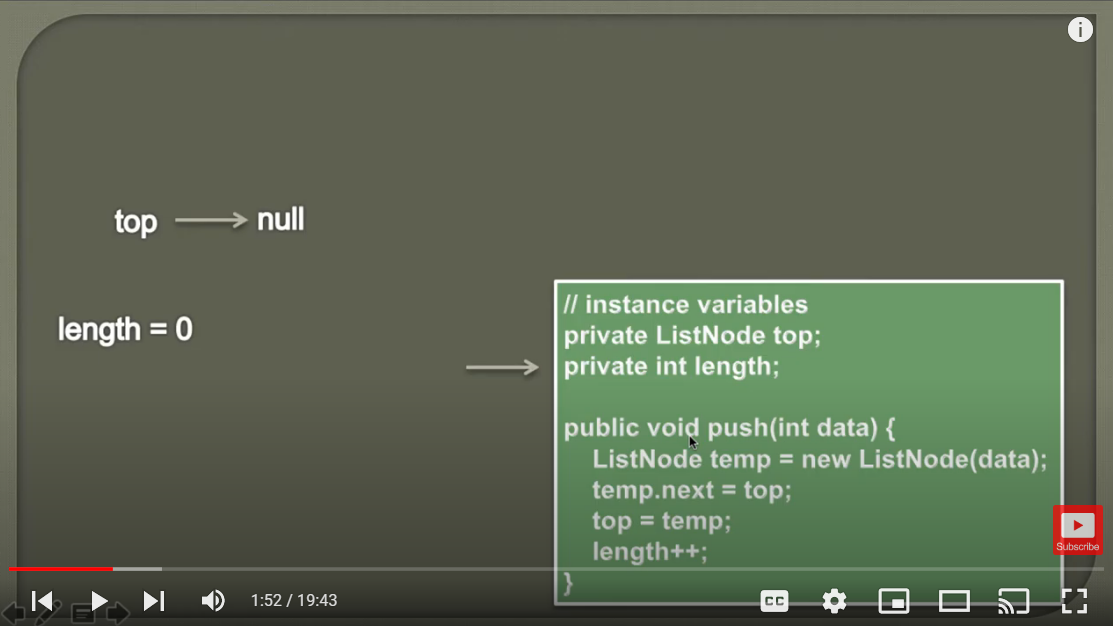 top null
length = 0
// instance variables
private ListNode top;
private int length;
public void push(int data) {
ListNode temp = new ListNode(data);
temp.next = top;
top = temp;
length++;
}
Subscribe
1:52 / 19:43
CC
i